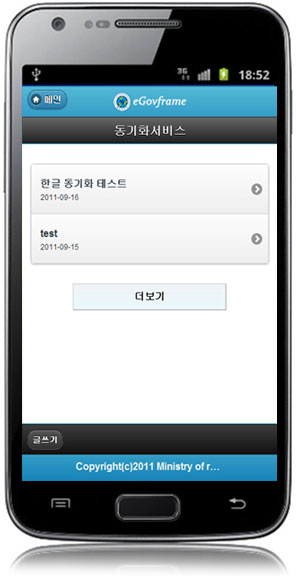 3G 18:52
메인 eGovframe
동기화서비스
한글 동기화 테스트
2011-09-16
test
2011-09-15
더보기
글쓰기
Copyright(c)2011 Ministry of r...